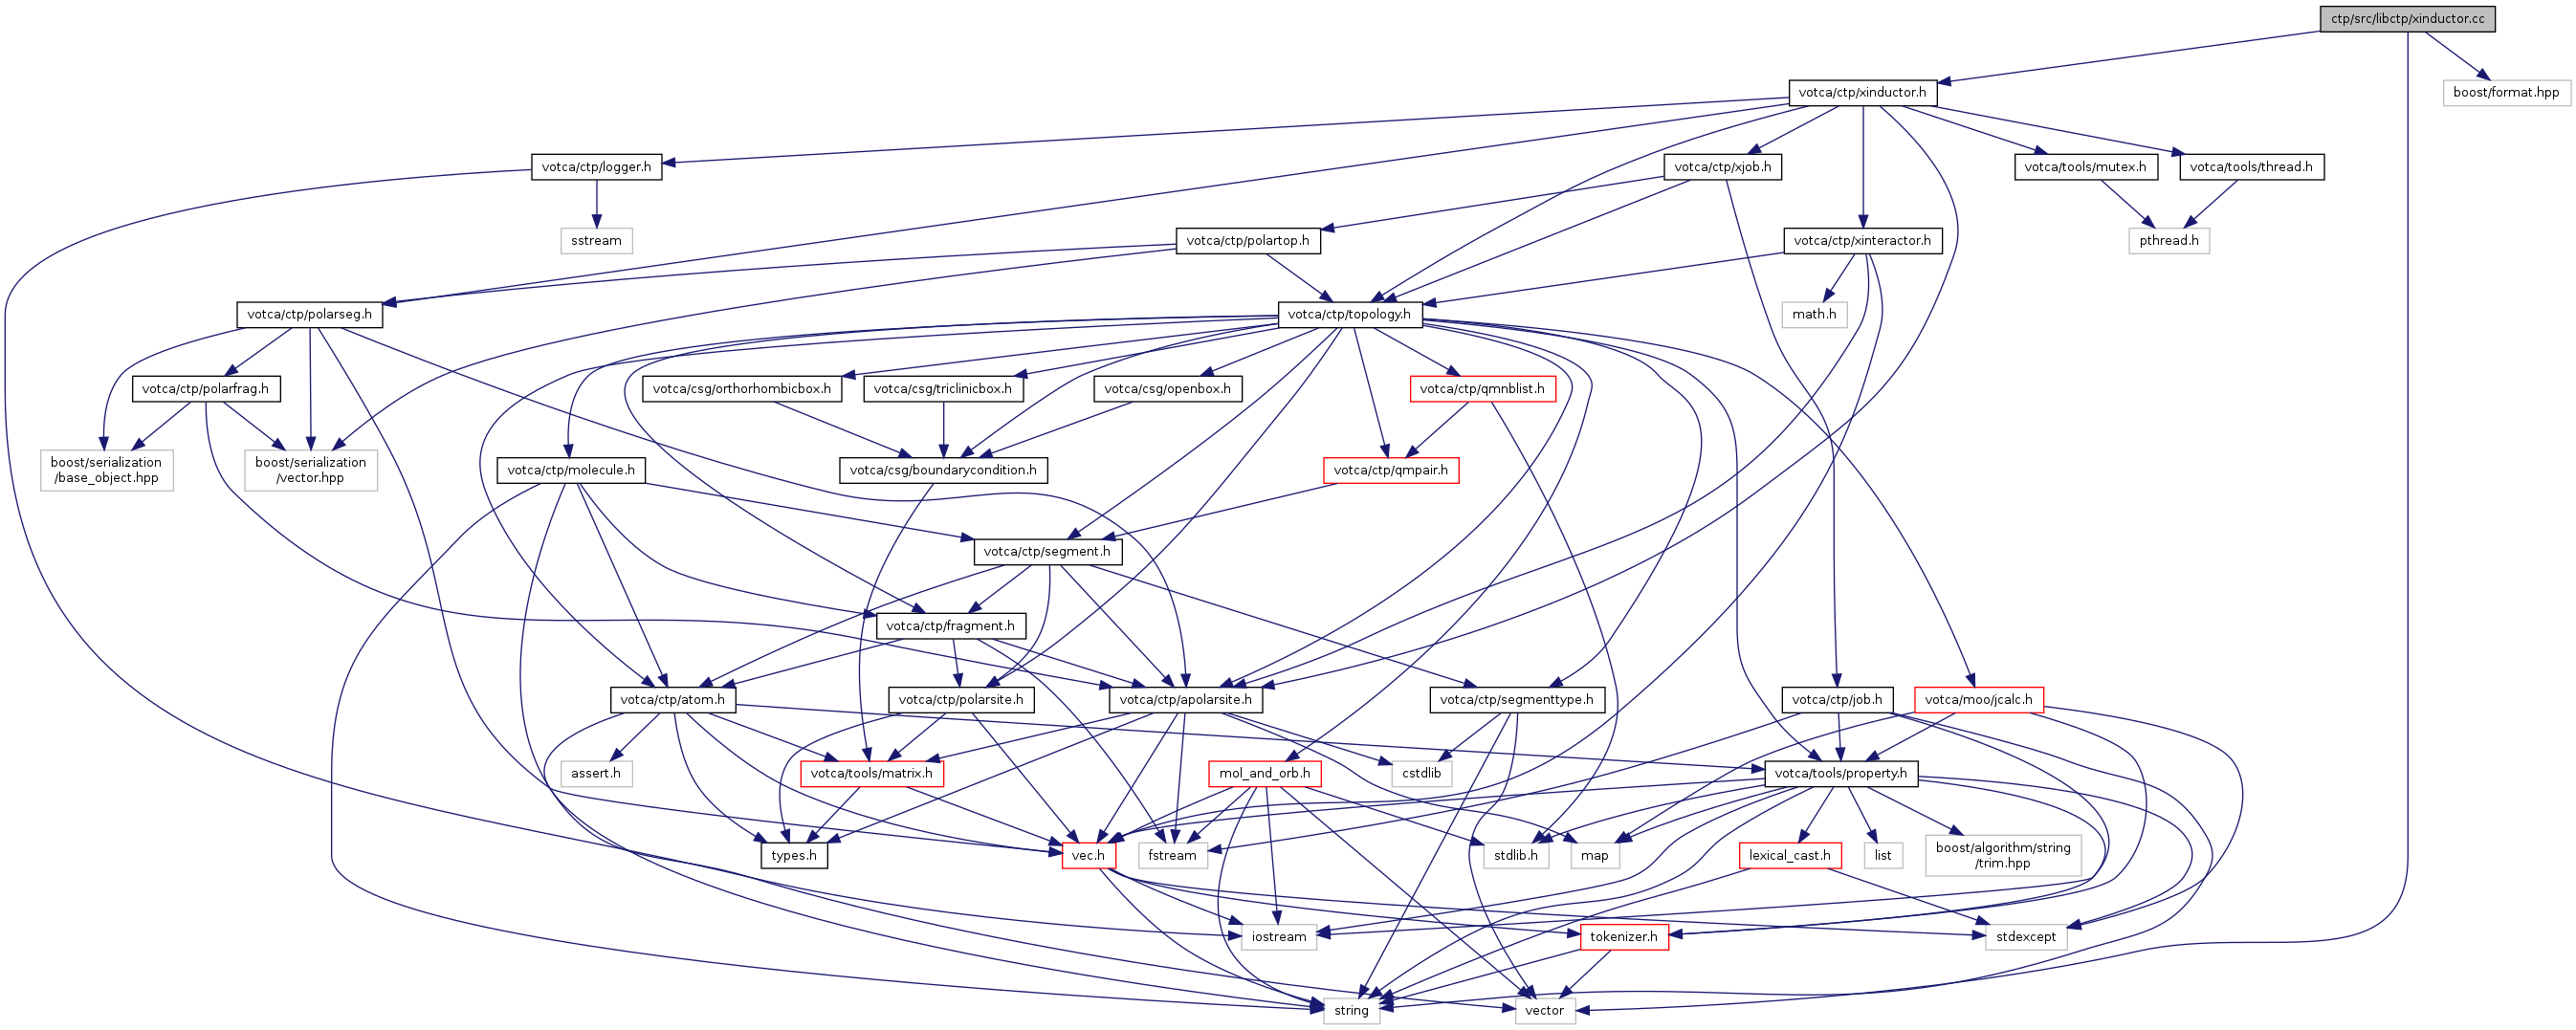 ctp/src/libctp/xinductor.cc
votca/ctp/xinductor.h
boost/format.hpp
votca/ctp/logger.h
votca/ctp/xjob.h
votca/tools/mutex.h
votca/tools/thread.h
sstream
votca/ctp/polartop.h
votca/ctp/xinteractor.h
pthread.h
votca/ctp/polarseg.h
votca/ctp/topology.h
math.h
votca/ctp/polarfrag.h
votca/csg/orthorhombicbox.h
votca/csg/triclinicbox.h
votca/csg/openbox.h
votca/ctp/qmnblist.h
boost/serialization
/base_object.hpp
boost/serialization
/vector.hpp
votca/ctp/molecule.h
votca/csg/boundarycondition.h
votca/ctp/qmpair.h
votca/ctp/segment.h
votca/ctp/fragment.h
votca/ctp/atom.h
votca/ctp/polarsite.h
votca/ctp/apolarsite.h
votca/ctp/segmenttype.h
votca/ctp/job.h
votca/moo/jcalc.h
assert.h
votca/tools/matrix.h
mol_and_orb.h
cstdlib
votca/tools/property.h
types.h
vec.h
fstream
stdlib.h
map
lexical_cast.h
list
boost/algorithm/string
/trim.hpp
iostream
tokenizer.h
stdexcept
string
vector